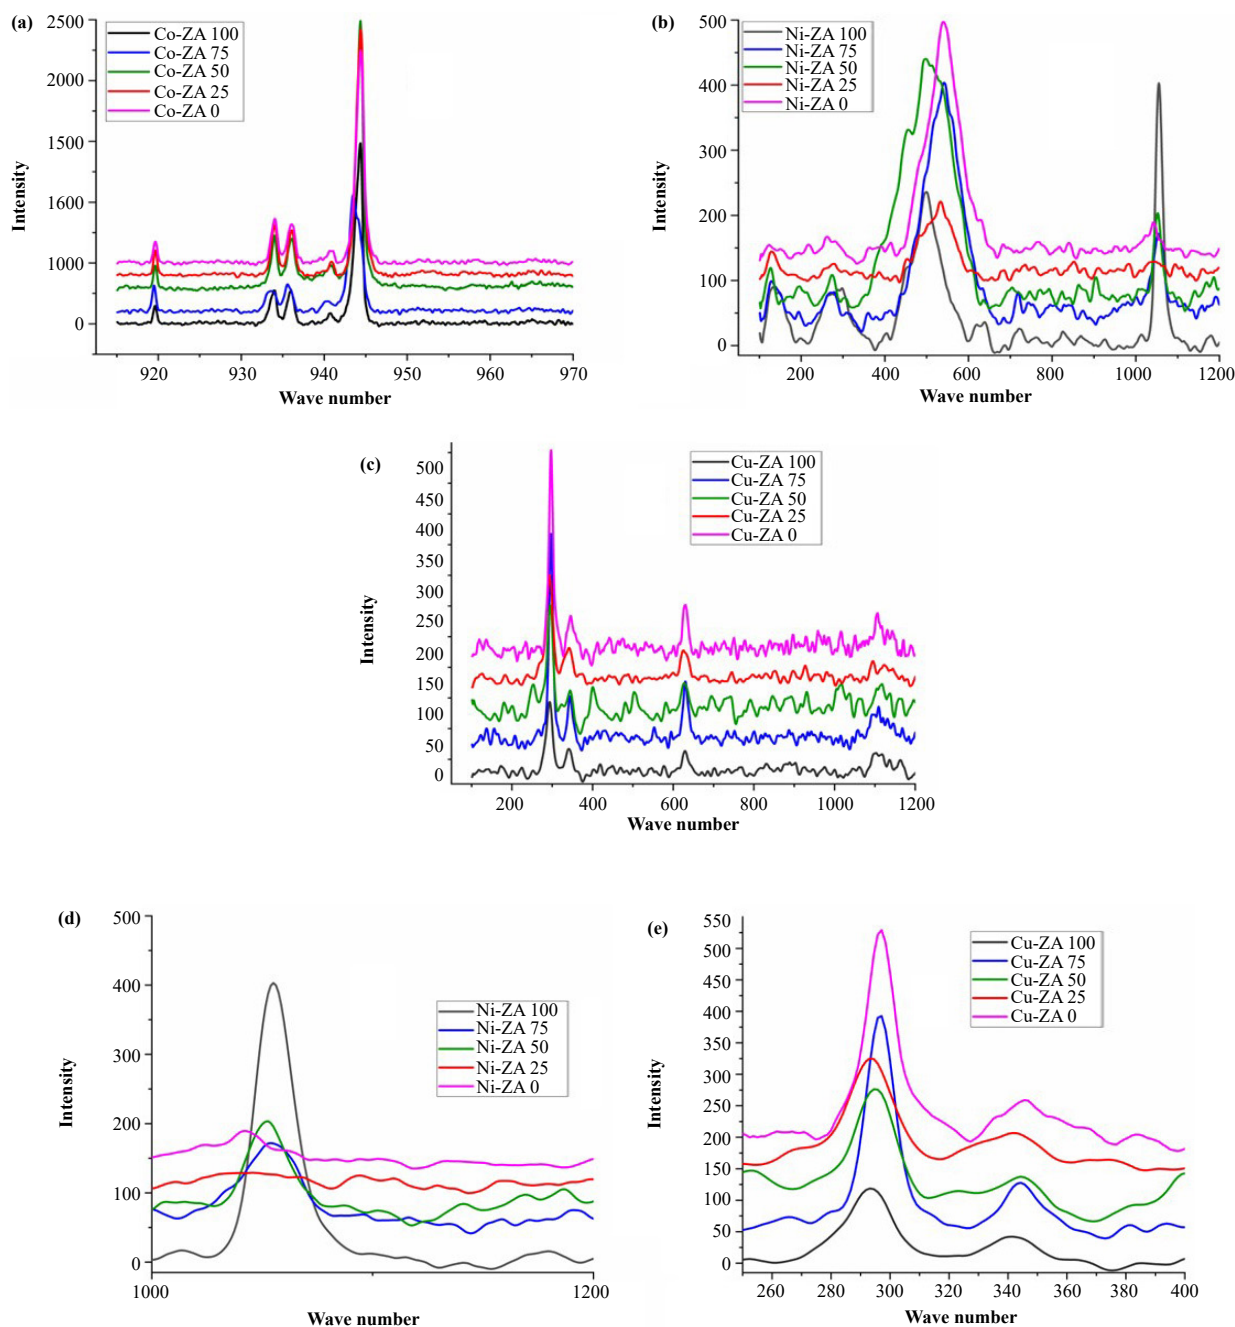 (a)
Co-ZA 100
Co-ZA 75
Co-ZA 50
Co-ZA 25
Co-ZA 0
2500
2000
1500
1600
1000
0
Intensity
920
930
940
950
960
970
Wave number
(b)
Ni-ZA 100
Ni-ZA 75
Ni-ZA 50
Ni-ZA 25
Ni-ZA 0
500
400
300
200
100
0
Intensity
200
400
600
800
1000
1200
Wave number
(c)
Cu-ZA 100
Cu-ZA 75
Cu-ZA 50
Cu-ZA 25
Cu-ZA 0
500
450
400
350
300
250
200
150
100
50
0
Intensity
200
400
600
800
1000
1200
Wave number
(d)
Ni-ZA 100
Ni-ZA 75
Ni-ZA 50
Ni-ZA 25
Ni-ZA 0
500
400
300
200
100
0
Intensity
1000
1200
Wave number
(e)
Cu-ZA 100
Cu-ZA 75
Cu-ZA 50
Cu-ZA 25
Cu-ZA 0
550
500
450
400
350
300
250
200
150
100
50
0
Intensity
260
280
300
320
340
360
380
400
Wave number